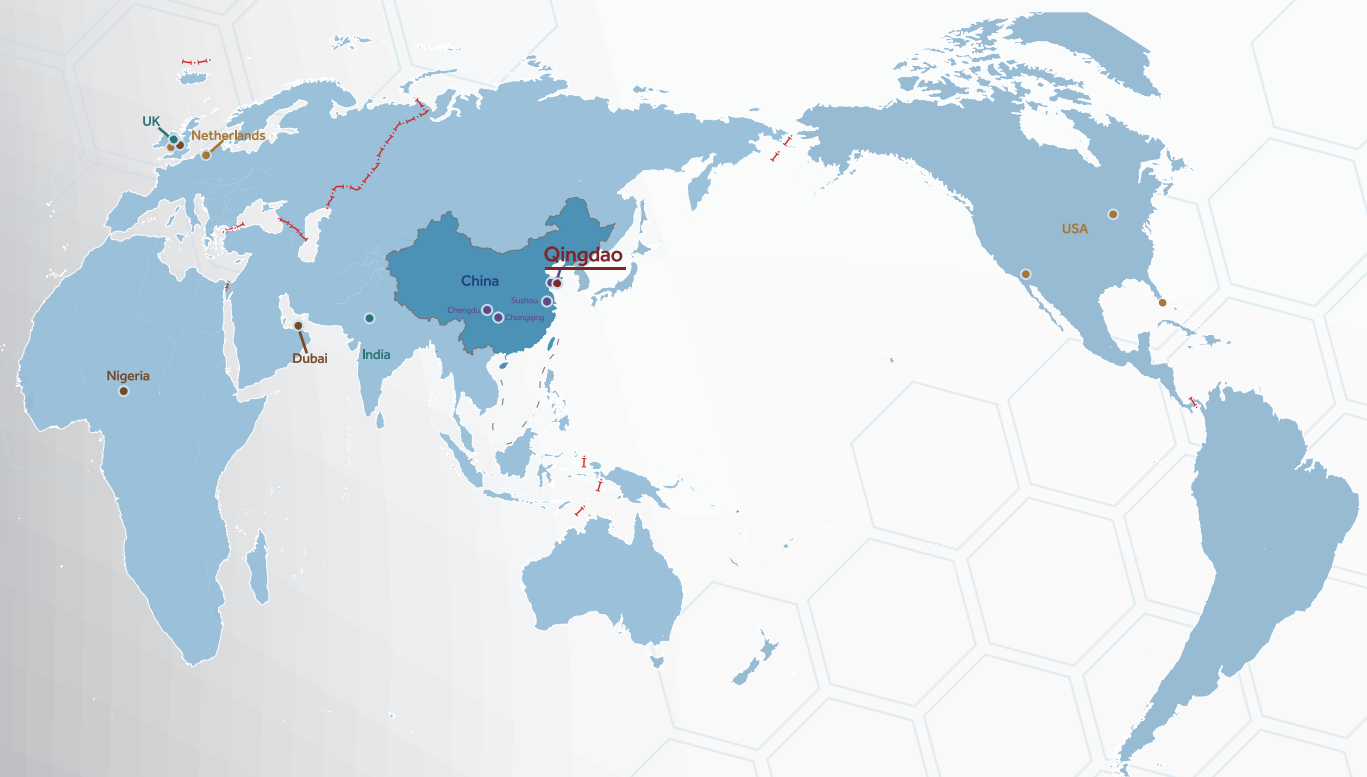 UK
Netherlands
USA
Qingdao
China
Suzhou
Chengdu
Chongqing
India
Dubai
Nigeria